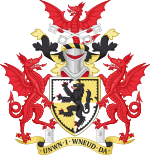 UNWN · I · WNEUD · DA